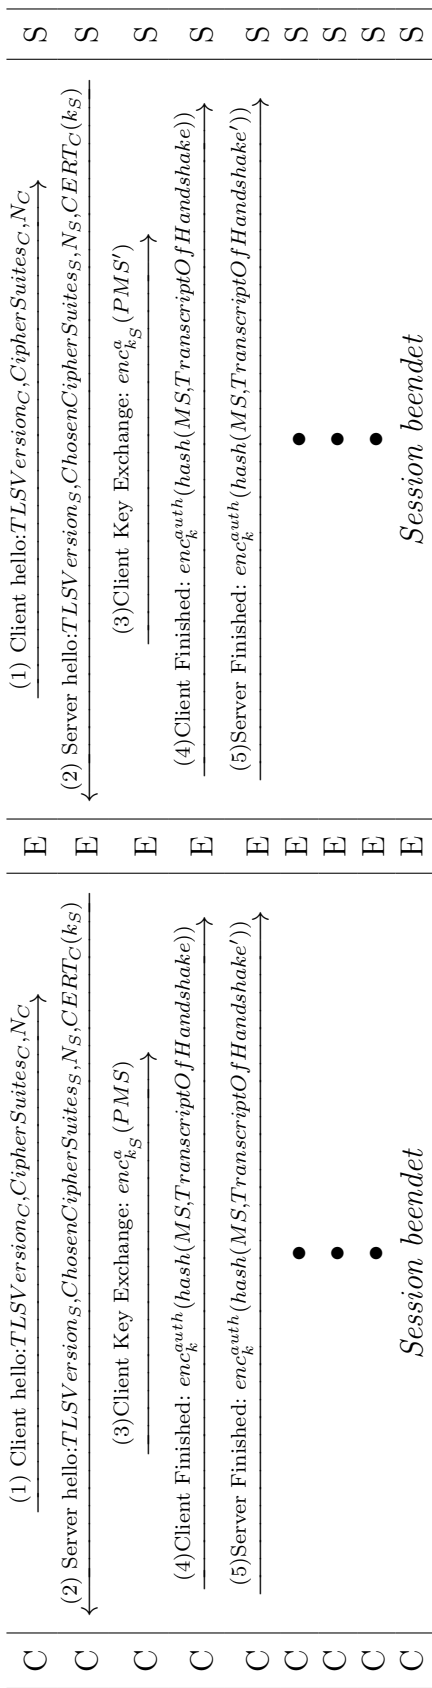 C (1) Client hello:TLSVersion_C,CipherSuites_C,N_C E (1) Client hello:TLSVersion_C,CipherSuites_C,N_C S
C (2) Server hello:TLSVersion_S,ChosenCipherSuites_S,N_S,CERT_C(k_S) E (2) Server hello:TLSVersion_S,ChosenCipherSuites_S,N_S,CERT_C(k_S) S
C (3)Client Key Exchange: enc^a_{k_S}(PMS) E (3)Client Key Exchange: enc^a_{k_S}(PMS') S
C (4)Client Finished: enc^{auth}_k(hash(MS,TranscriptOfHandshake)) E (4)Client Finished: enc^{auth}_k(hash(MS,TranscriptOfHandshake)) S
C (5)Server Finished: enc^{auth}_k(hash(MS,TranscriptOfHandshake')) E (5)Server Finished: enc^{auth}_k(hash(MS,TranscriptOfHandshake')) S
C • E • S
C • E • S
C • E • S
C Session beendet E Session beendet S